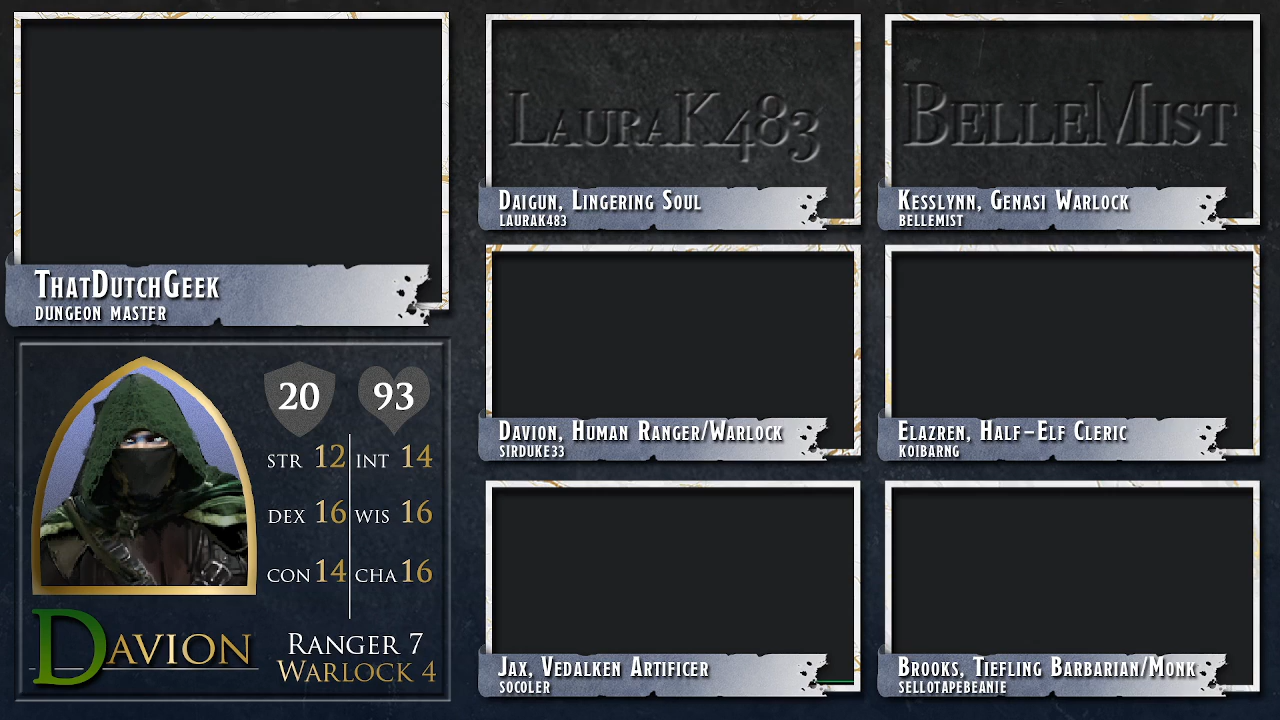 ThatDutchGeek
Dungeon Master
20 93
STR 12 INT 14
DEX 16 WIS 16
CON 14 CHA 16
Davion
Ranger 7
Warlock 4
LauraK483
Daigun, Lingering Soul
LauraK483
BelleMist
Kesslynn, Genasi Warlock
BelleMist
Davion, Human Ranger/Warlock
SirDuke33
Elazren, Half-Elf Cleric
Koibarng
Jax, Vedalken Artificer
Socoler
Brooks, Tiefling Barbarian/Monk
SellotapeBeanie